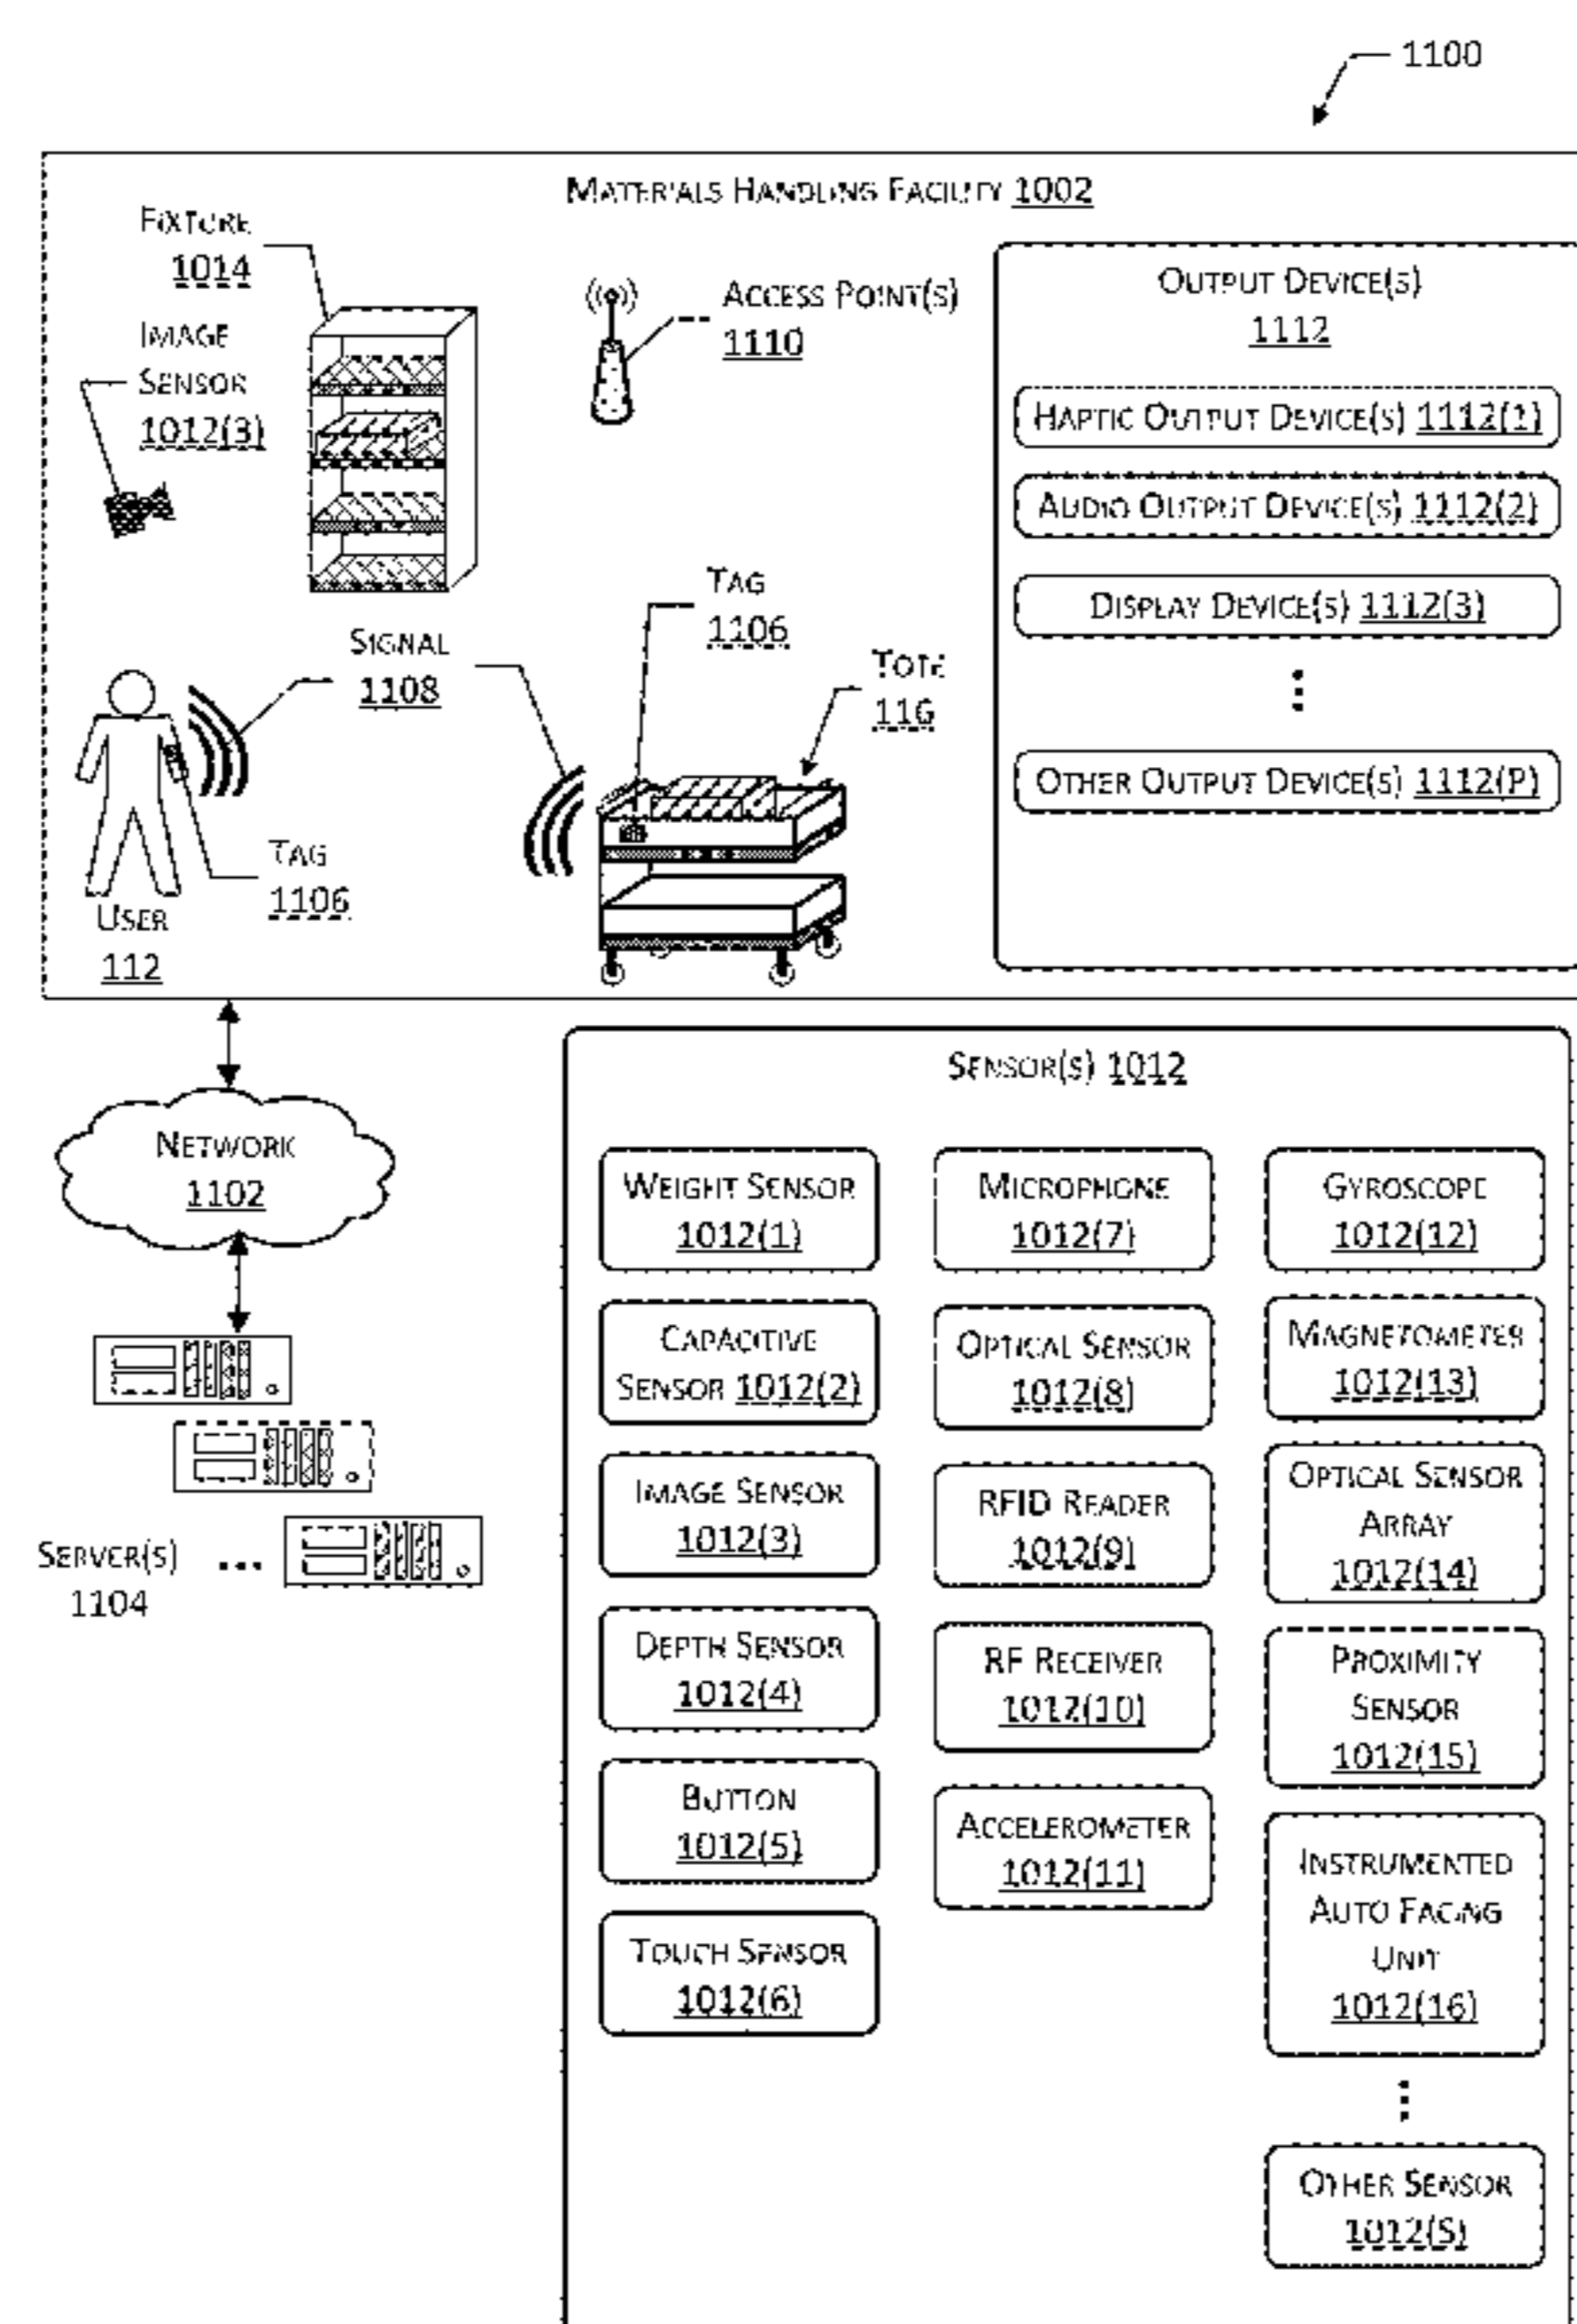 1100
MATERIALS HANDLING FACILITY 1002
FIXTURE
1014
IMAGE
SENSOR
1012(3)
ACCESS POINT(S)
1110
OUTPUT DEVICE(S)
1112
HAPTIC OUTPUT DEVICE(S) 1112(1)
AUDIO OUTPUT DEVICE(S) 1112(2)
DISPLAY DEVICE(S) 1112(3)
OTHER OUTPUT DEVICE(S) 1112(P)
TAG
1106
SIGNAL
1108
TOTE
116
TAG
1106
USER
112
NETWORK
1102
SERVER(S)
1104
SENSOR(S) 1012
WEIGHT SENSOR
1012(1)
CAPACITIVE
SENSOR 1012(2)
IMAGE SENSOR
1012(3)
DEPTH SENSOR
1012(4)
BUTTON
1012(5)
TOUCH SENSOR
1012(6)
MICROPHONE
1012(7)
OPTICAL SENSOR
1012(8)
RFID READER
1012(9)
RF RECEIVER
1012(10)
ACCELEROMETER
1012(11)
GYROSCOPE
1012(12)
MAGNETOMETER
1012(13)
OPTICAL SENSOR
ARRAY
1012(14)
PROXIMITY
SENSOR
1012(15)
INSTRUMENTED
AUTO FACING
UNIT
1012(16)
OTHER SENSOR
1012(S)